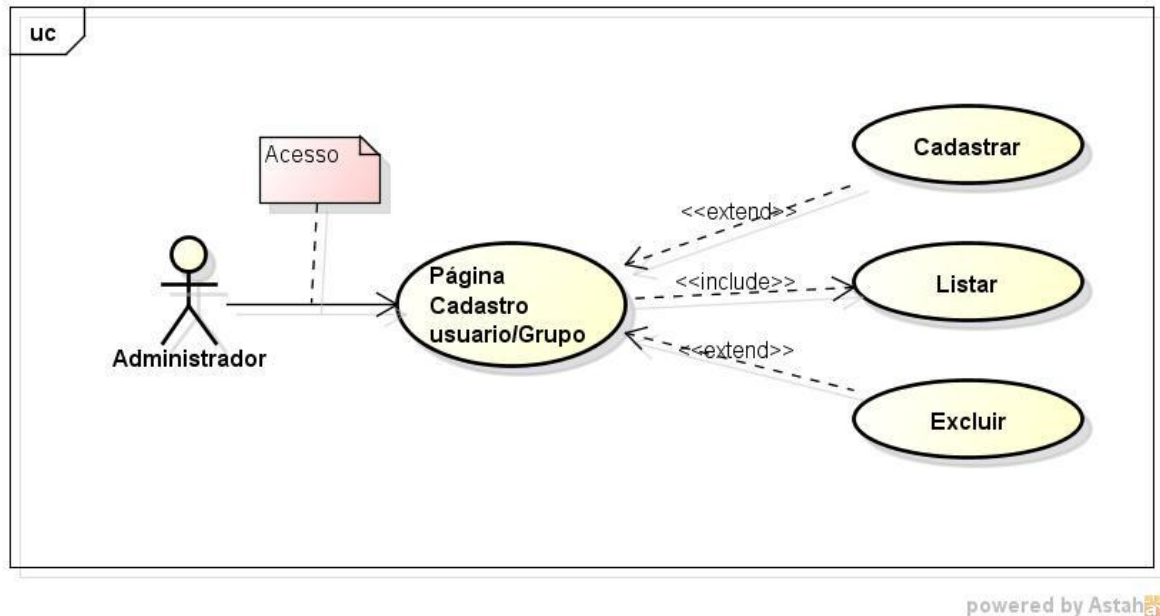 uc
Acesso
Cadastrar
<<extend>>
Página
Cadastro
usuario/Grupo
<<include>>
Listar
Administrador
<<extend>>
Excluir
powered by Astah